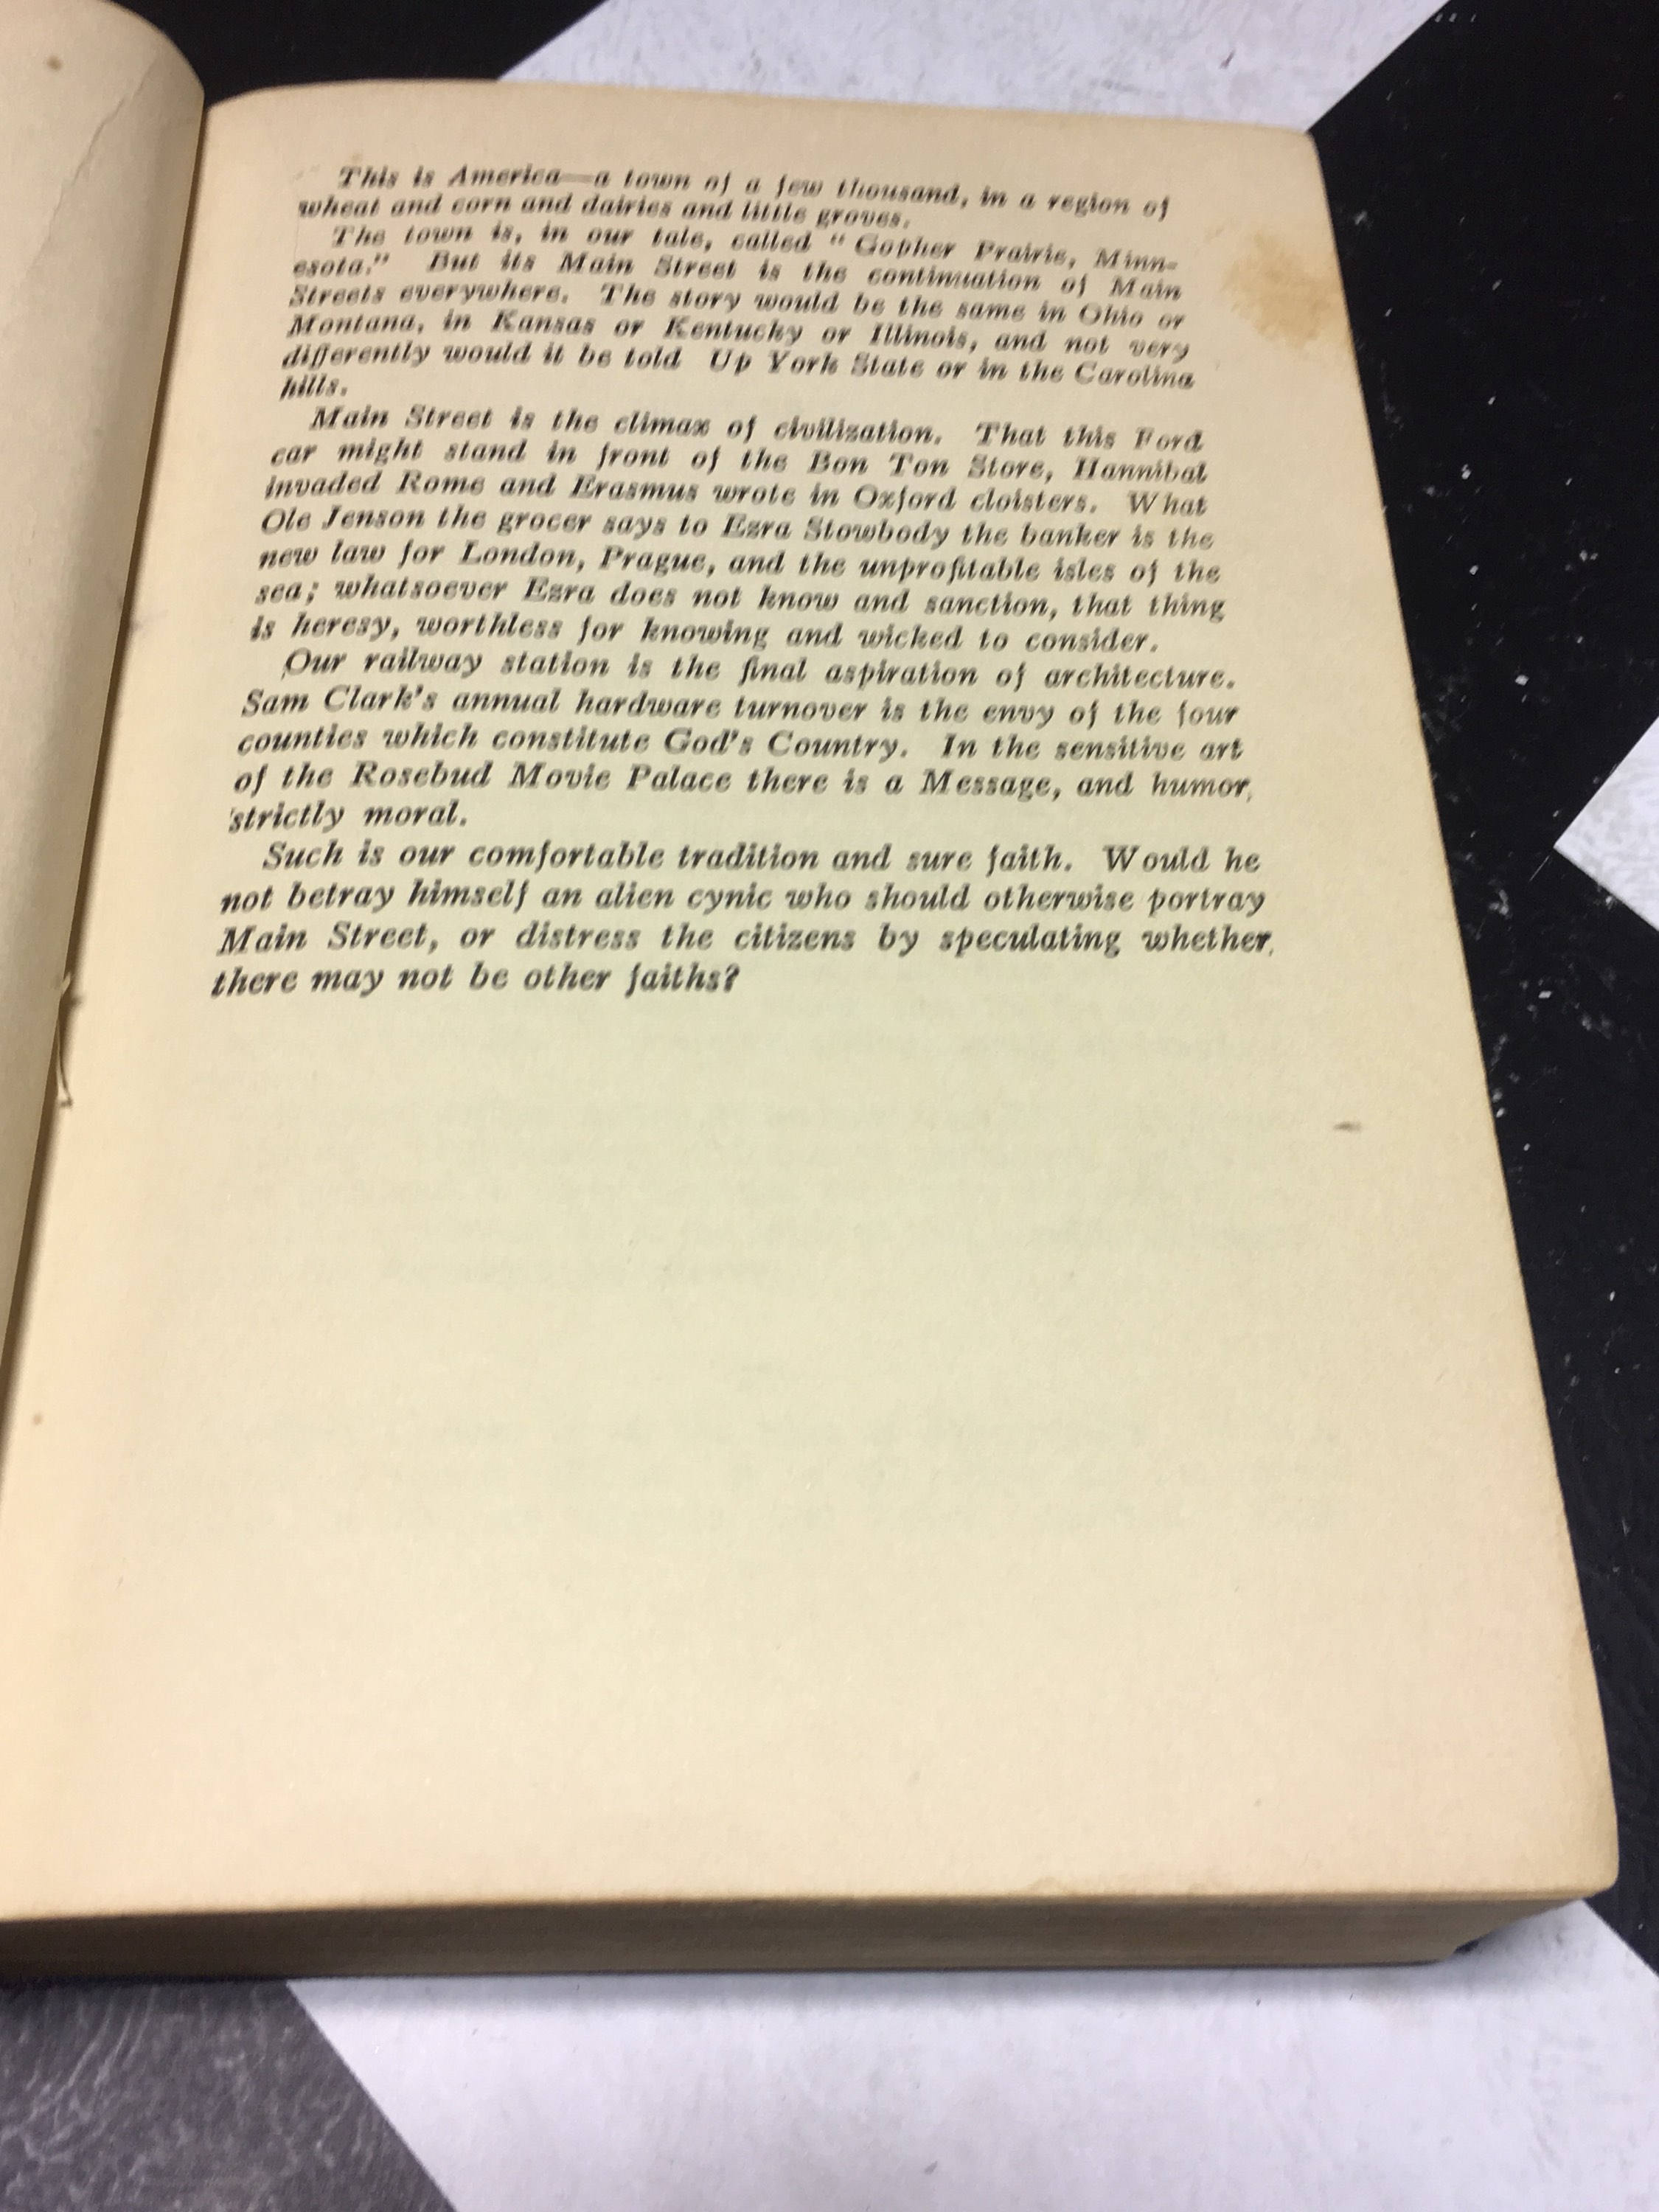 This is America—a town of a few thousand, in a region of
wheat and corn and dairies and little groves.
The town is, in our tale, called "Gopher Prairie, Minn-
esota." But its Main Street is the continuation of Main
Streets everywhere. The story would be the same in Ohio or
Montana, in Kansas or Kentucky or Illinois, and not very
differently would it be told Up York State or in the Carolina
hills.
Main Street is the climax of civilization. That this Ford
car might stand in front of the Bon Ton Store, Hannibal
invaded Rome and Erasmus wrote in Oxford cloisters. What
Ole Jenson the grocer says to Ezra Stowbody the banker is the
new law for London, Prague, and the unprofitable isles of the
sea; whatsoever Ezra does not know and sanction, that thing
is heresy, worthless for knowing and wicked to consider.
Our railway station is the final aspiration of architecture.
Sam Clark's annual hardware turnover is the envy of the four
counties which constitute God's Country. In the sensitive art
of the Rosebud Movie Palace there is a Message, and humor
strictly moral.
Such is our comfortable tradition and sure faith. Would he
not betray himself an alien cynic who should otherwise portray
Main Street, or distress the citizens by speculating whether
there may not be other faiths?